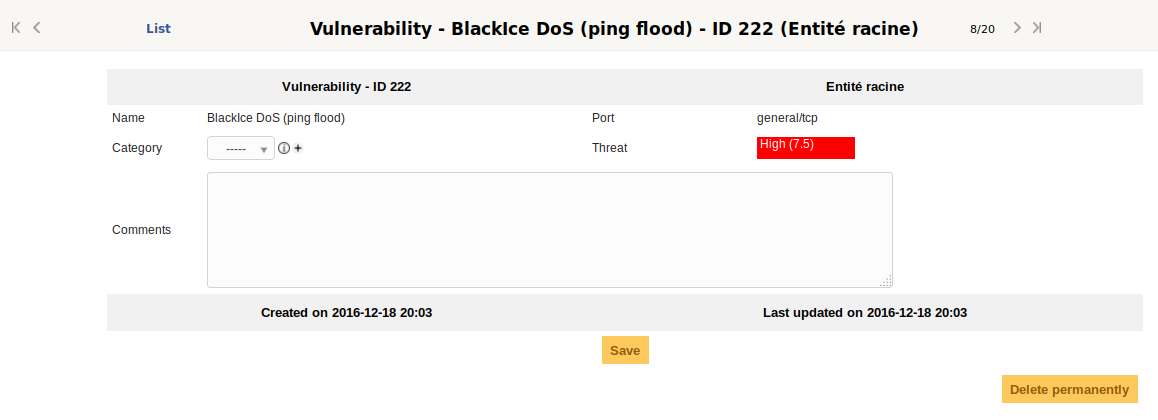 List
Vulnerability - BlackIce DoS (ping flood) - ID 222 (Entité racine)
8/20
Vulnerability - ID 222
Entité racine
Name
BlackIce DoS (ping flood)
Port
general/tcp
Category
-----
Threat
High (7.5)
Comments
Created on 2016-12-18 20:03
Last updated on 2016-12-18 20:03
Save
Delete permanently